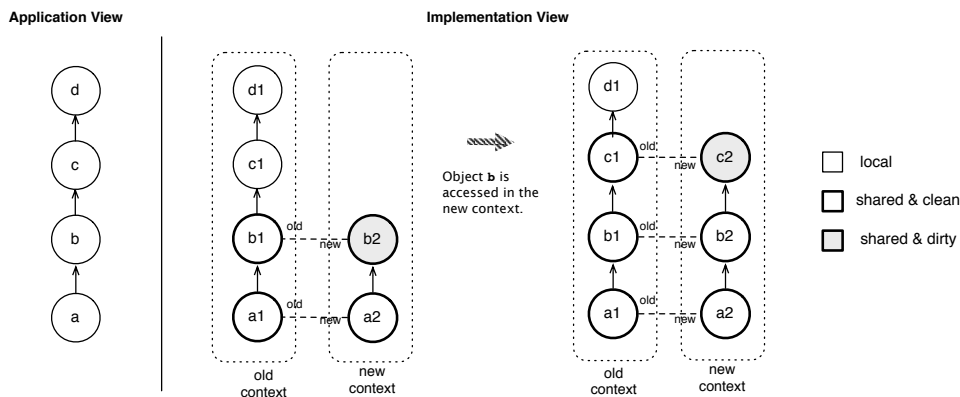 Application View
Implementation View
d
c
b
a
d1
c1
b1
old
new
b2
a1
old
new
a2
old
context
new
context
Object b is
accessed in the
new context.
d1
c1
old
new
c2
b1
old
new
b2
a1
old
new
a2
old
context
new
context
local
shared & clean
shared & dirty